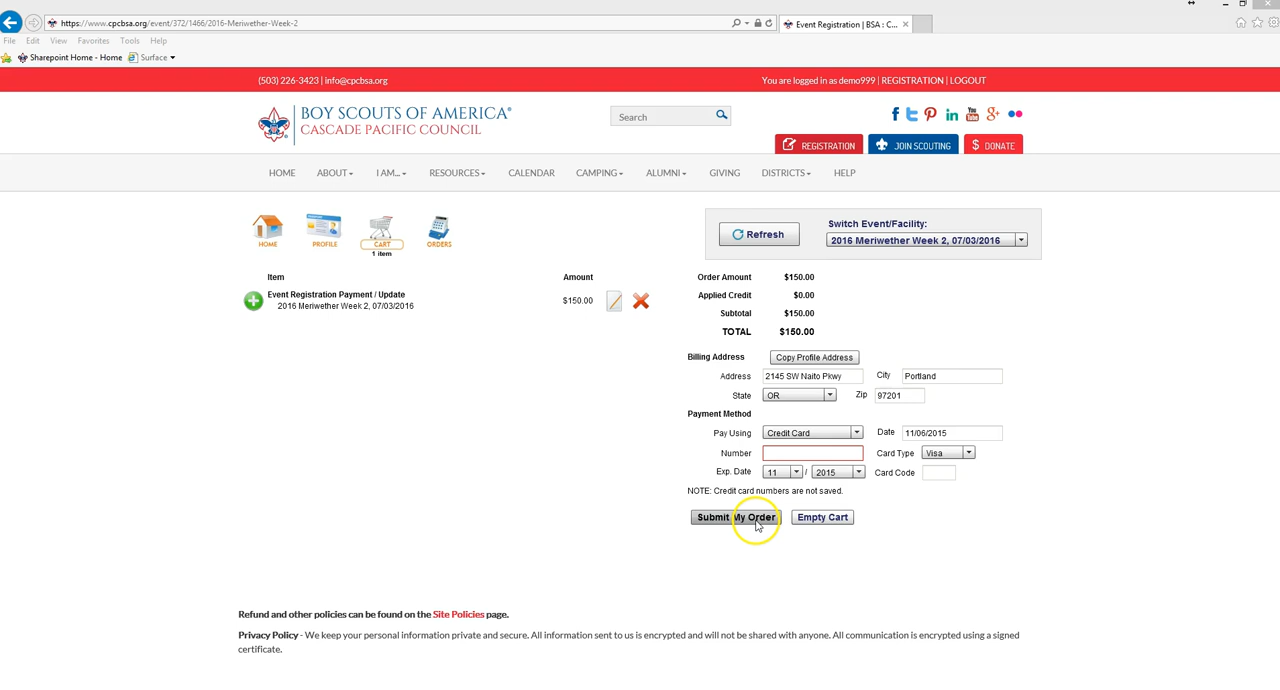 https://www.cpcbsa.org/event/372/1466/2016-Meriwether-Week-2
Event Registration | BSA : C...
File Edit View Favorites Tools Help
Sharepoint Home - Home Surface
(503) 226-3423 | info@cpcbsa.org
You are logged in as demo999 | REGISTRATION | LOGOUT
BOY SCOUTS OF AMERICA®
CASCADE PACIFIC COUNCIL
Search
REGISTRATION JOIN SCOUTING $ DONATE
HOME ABOUT I AM... RESOURCES CALENDAR CAMPING ALUMNI GIVING DISTRICTS HELP
HOME PROFILE CART ORDERS
1 item
Refresh
Switch Event/Facility:
2016 Meriwether Week 2, 07/03/2016
Item Amount
Event Registration Payment / Update
2016 Meriwether Week 2, 07/03/2016
$150.00
Order Amount $150.00
Applied Credit $0.00
Subtotal $150.00
TOTAL $150.00
Billing Address Copy Profile Address
Address 2145 SW Naito Pkwy City Portland
State OR Zip 97201
Payment Method
Pay Using Credit Card Date 11/06/2015
Number Card Type Visa
Exp. Date 11 / 2015 Card Code
NOTE: Credit card numbers are not saved.
Submit My Order Empty Cart
Refund and other policies can be found on the Site Policies page.
Privacy Policy - We keep your personal information private and secure. All information sent to us is encrypted and will not be shared with anyone. All communication is encrypted using a signed
certificate.